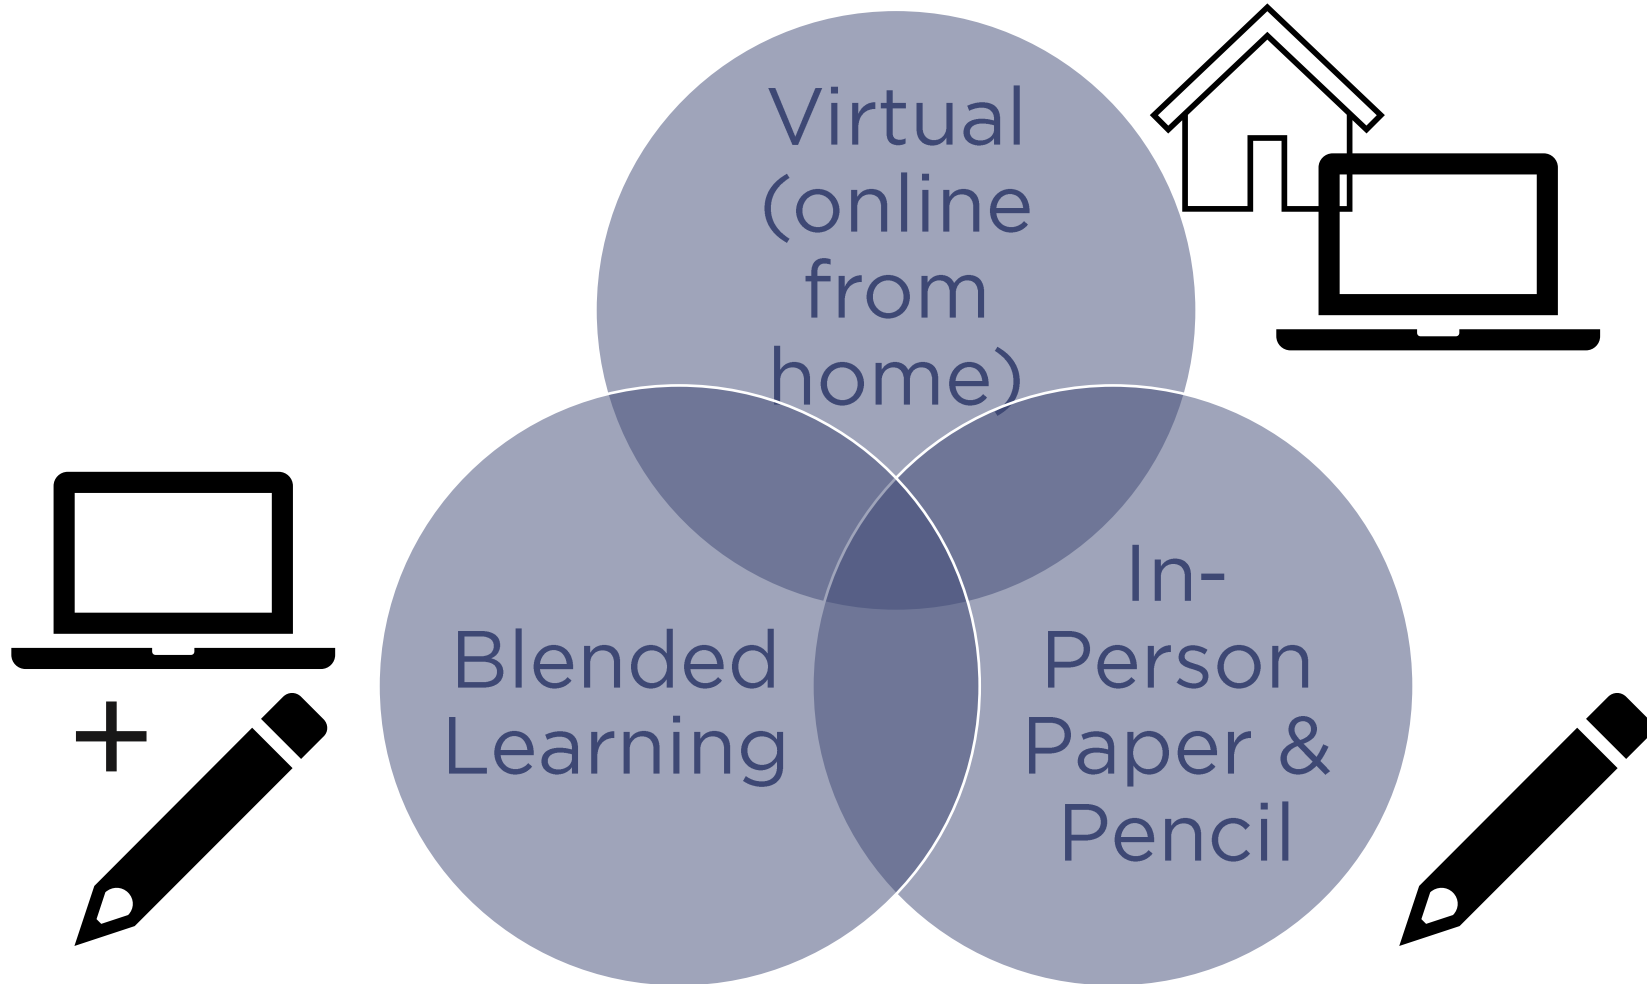 Virtual
(online
from
home)
Blended
Learning
In-
Person
Paper &
Pencil
+